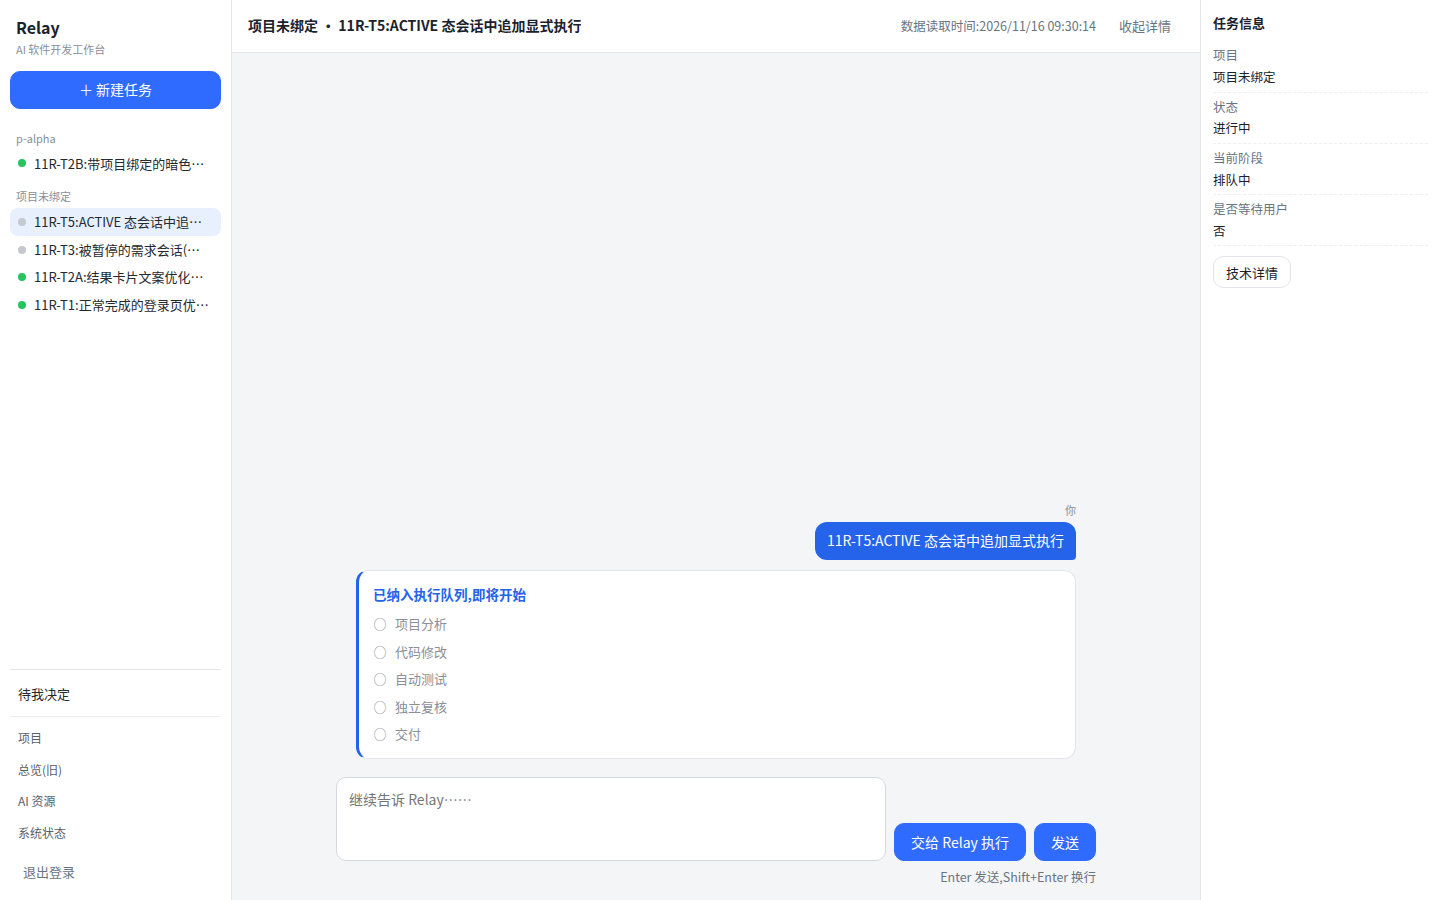 Relay
AI 软件开发工作台
＋ 新建任务
p-alpha
11R-T2B:带项目绑定的暗色…
项目未绑定
11R-T5:ACTIVE 态会话中追…
11R-T3:被暂停的需求会话(…
11R-T2A:结果卡片文案优化…
11R-T1:正常完成的登录页优…
待我决定
项目
总览(旧)
AI 资源
系统状态
退出登录
项目未绑定 · 11R-T5:ACTIVE 态会话中追加显式执行
数据读取时间:2026/11/16 09:30:14
收起详情
你
11R-T5:ACTIVE 态会话中追加显式执行
已纳入执行队列,即将开始
项目分析
代码修改
自动测试
独立复核
交付
继续告诉 Relay……
交给 Relay 执行
发送
Enter 发送,Shift+Enter 换行
任务信息
项目
项目未绑定
状态
进行中
当前阶段
排队中
是否等待用户
否
技术详情